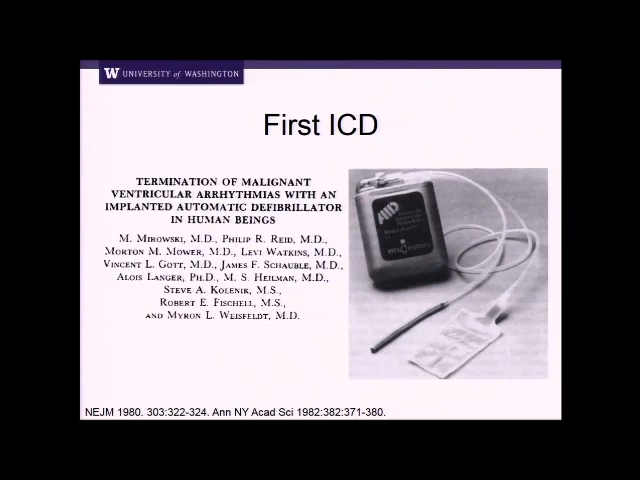 W UNIVERSITY of WASHINGTON
First ICD
TERMINATION OF MALIGNANT
VENTRICULAR ARRHYTHMIAS WITH AN
IMPLANTED AUTOMATIC DEFIBRILLATOR
IN HUMAN BEINGS
M. MIROWSKI, M.D., PHILIP R. REID, M.D.,
MORTON M. MOWER, M.D., LEVI WATKINS, M.D.,
VINCENT L. GOTT, M.D., JAMES F. SCHAUBLE, M.D.,
ALOIS LANGER, PH.D., M. S. HEILMAN, M.D.,
STEVE A. KOLENIK, M.S.,
ROBERT E. FISCHELL, M.S.,
AND MYRON L. WEISFELDT, M.D.
AID
NEJM 1980. 303:322-324. Ann NY Acad Sci 1982:382:371-380.